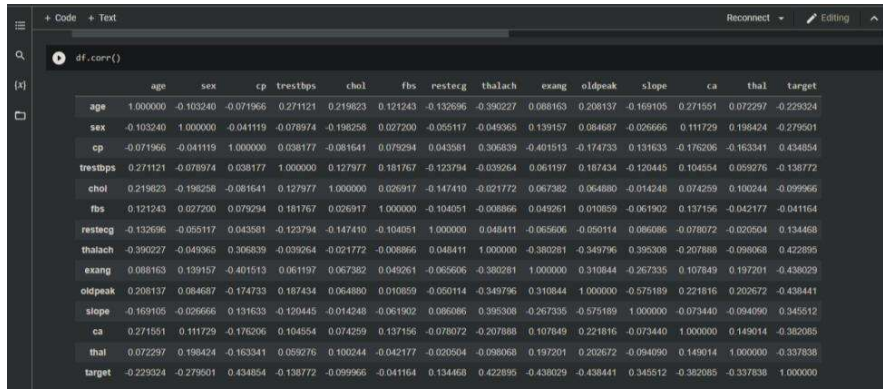 + Code + Text Reconnect Editing
df.corr()
age sex cp trestbps chol fbs restecg thalach exang oldpeak slope ca thal target
age 1.000000 -0.103240 -0.071966 0.271121 0.219823 0.121243 -0.132696 -0.390227 0.088163 0.208137 -0.169105 0.271551 0.072297 -0.229324
sex -0.103240 1.000000 -0.041119 -0.078974 -0.198258 0.027200 -0.055117 -0.049365 0.139157 0.084687 -0.026666 0.111729 0.198424 -0.279501
cp -0.071966 -0.041119 1.000000 0.038177 -0.081641 0.079294 0.043581 0.306839 -0.401513 -0.174733 0.131633 -0.176206 -0.163341 0.434854
trestbps 0.271121 -0.078974 0.038177 1.000000 0.127977 0.181767 -0.123794 -0.039264 0.061197 0.187434 -0.120445 0.104554 0.059276 -0.138772
chol 0.219823 -0.198258 -0.081641 0.127977 1.000000 0.026917 -0.147410 -0.021772 0.067382 0.064880 -0.014248 0.074259 0.100244 -0.099966
fbs 0.121243 0.027200 0.079294 0.181767 0.026917 1.000000 -0.104051 -0.008866 0.049261 0.010859 -0.061902 0.137156 -0.042177 -0.041164
restecg -0.132696 -0.055117 0.043581 -0.123794 -0.147410 -0.104051 1.000000 0.048411 -0.065606 -0.050114 0.086086 -0.078072 -0.020504 0.134468
thalach -0.390227 -0.049365 0.306839 -0.039264 -0.021772 -0.008866 0.048411 1.000000 -0.380281 -0.349796 0.395308 -0.207888 -0.098068 0.422895
exang 0.088163 0.139157 -0.401513 0.061197 0.067382 0.049261 -0.065606 -0.380281 1.000000 0.310844 -0.267335 0.107849 0.197201 -0.438029
oldpeak 0.208137 0.084687 -0.174733 0.187434 0.064880 0.010859 -0.050114 -0.349796 0.310844 1.000000 -0.575189 0.221816 0.202672 -0.438441
slope -0.169105 -0.026666 0.131633 -0.120445 -0.014248 -0.061902 0.086086 0.395308 -0.267335 -0.575189 1.000000 -0.073440 -0.094090 0.345512
ca 0.271551 0.111729 -0.176206 0.104554 0.074259 0.137156 -0.078072 -0.207888 0.107849 0.221816 -0.073440 1.000000 0.149014 -0.382085
thal 0.072297 0.198424 -0.163341 0.059276 0.100244 -0.042177 -0.020504 -0.098068 0.197201 0.202672 -0.094090 0.149014 1.000000 -0.337838
target -0.229324 -0.279501 0.434854 -0.138772 -0.099966 -0.041164 0.134468 0.422895 -0.438029 -0.438441 0.345512 -0.382085 -0.337838 1.000000
{x}